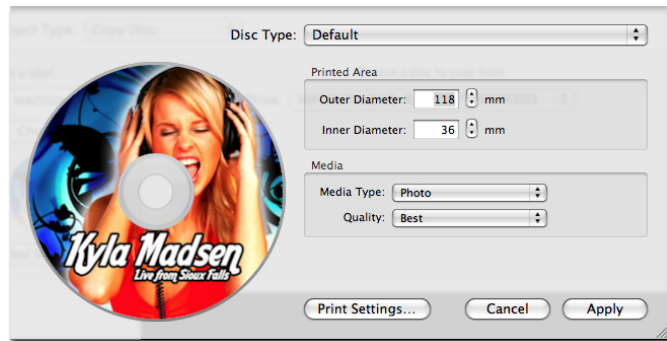 Disc Type: Default
Printed Area
Outer Diameter: 118 mm
Inner Diameter: 36 mm
Media
Media Type: Photo
Quality: Best
Kyla Madsen
Live from Sioux Falls
Print Settings... Cancel Apply